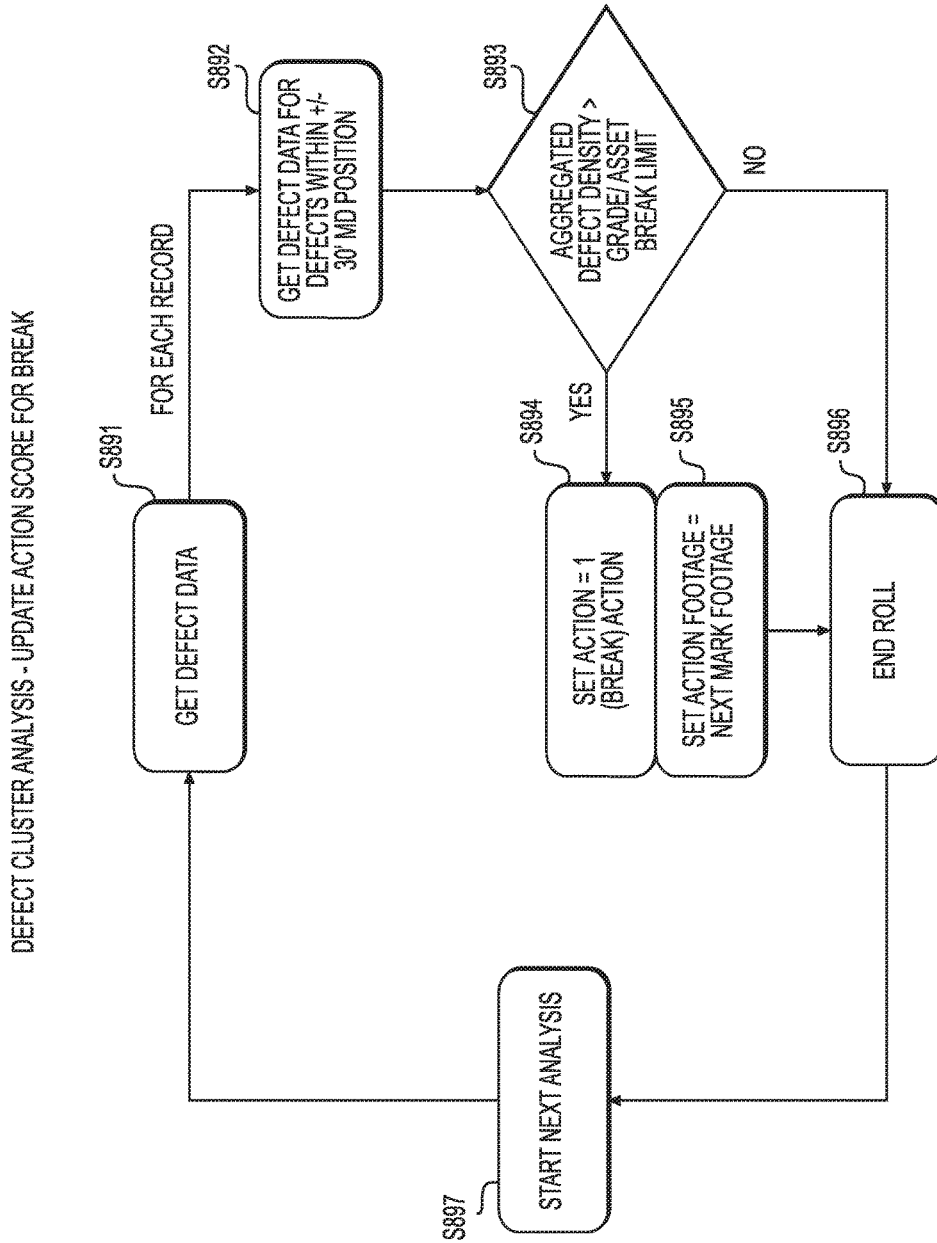 DEFECT CLUSTER ANALYSIS - UPDATE ACTION SCORE FOR BREAK
S891
GET DEFECT DATA
FOR EACH RECORD
S892
GET DEFECT DATA FOR
DEFECTS WITHIN +/-
30' MD POSITION
S893
AGGREGATED
DEFECT DENSITY >
GRADE/ ASSET
BREAK LIMIT
YES
NO
S894
SET ACTION = 1
(BREAK) ACTION
S895
SET ACTION FOOTAGE =
NEXT MARK FOOTAGE
S896
END ROLL
S897
START NEXT ANALYSIS